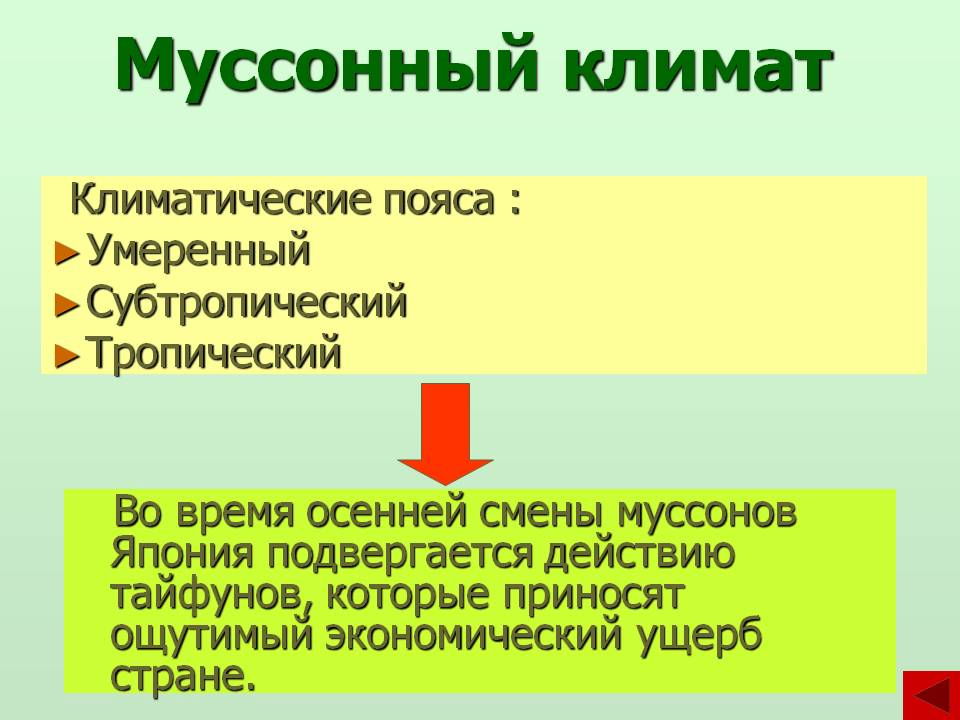 Муссонный климат
Климатические пояса :
►Умеренный
►Субтропический
►Тропический
Во время осенней смены муссонов
Япония подвергается действию
тайфунов, которые приносят
ощутимый экономический ущерб
стране.